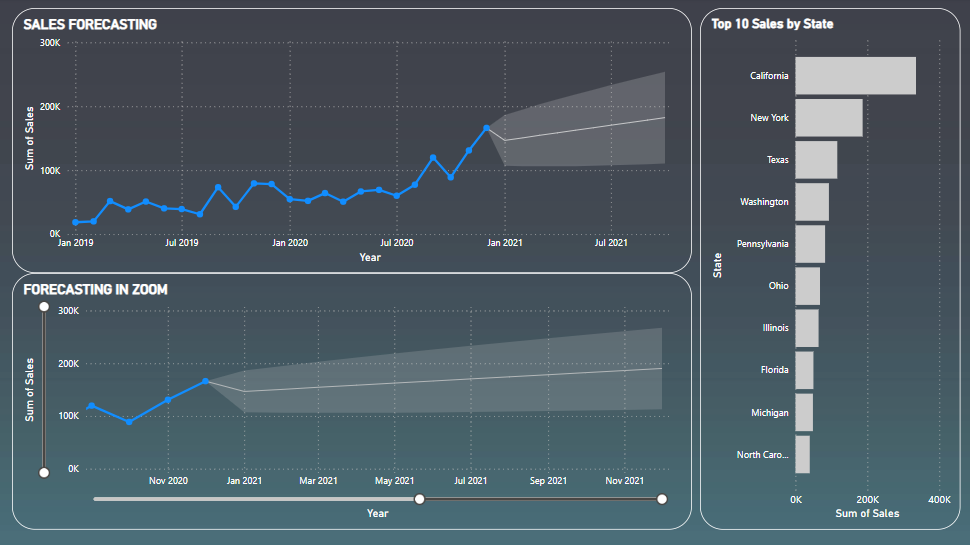 SALES FORECASTING
300K
200K
100K
0K
Sum of Sales
Jan 2019 Jul 2019 Jan 2020 Jul 2020 Jan 2021 Jul 2021
Year
FORECASTING IN ZOOM
300K
200K
100K
0K
Sum of Sales
Nov 2020 Jan 2021 Mar 2021 May 2021 Jul 2021 Sep 2021 Nov 2021
Year
Top 10 Sales by State
State
California
New York
Texas
Washington
Pennsylvania
Ohio
Illinois
Florida
Michigan
North Caro...
0K 200K 400K
Sum of Sales